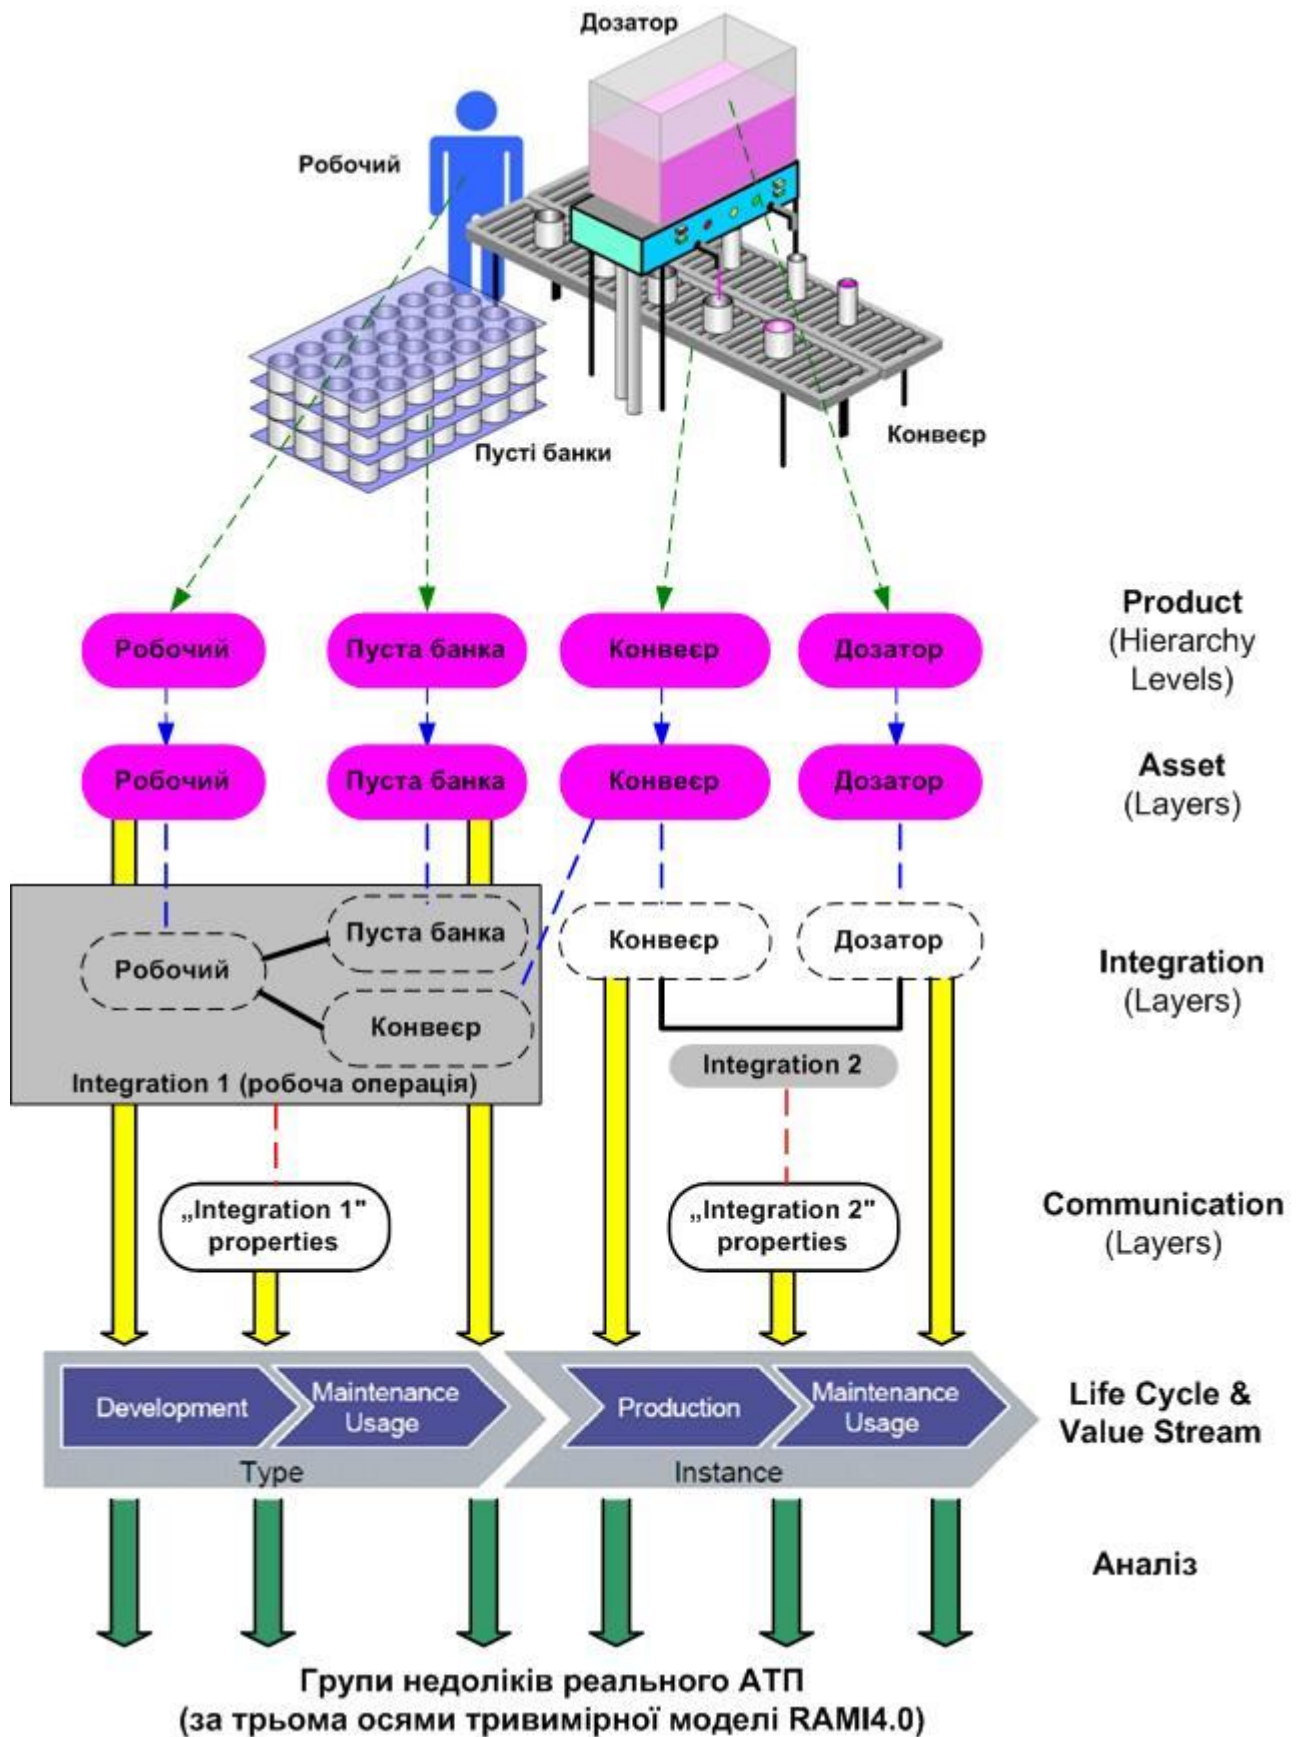 Дозатор
Робочий
Пусті банки
Конвеєр
Робочий
Пуста банка
Конвеєр
Дозатор
Product
(Hierarchy
Levels)
Робочий
Пуста банка
Конвеєр
Дозатор
Asset
(Layers)
Робочий
Пуста банка
Конвеєр
Integration 1 (робоча операція)
Конвеєр
Дозатор
Integration 2
Integration
(Layers)
„Integration 1"
properties
„Integration 2"
properties
Communication
(Layers)
Development
Maintenance
Usage
Type
Production
Maintenance
Usage
Instance
Life Cycle &
Value Stream
Аналіз
Групи недоліків реального АТП
(за трьома осями тривимірної моделі RAMI4.0)